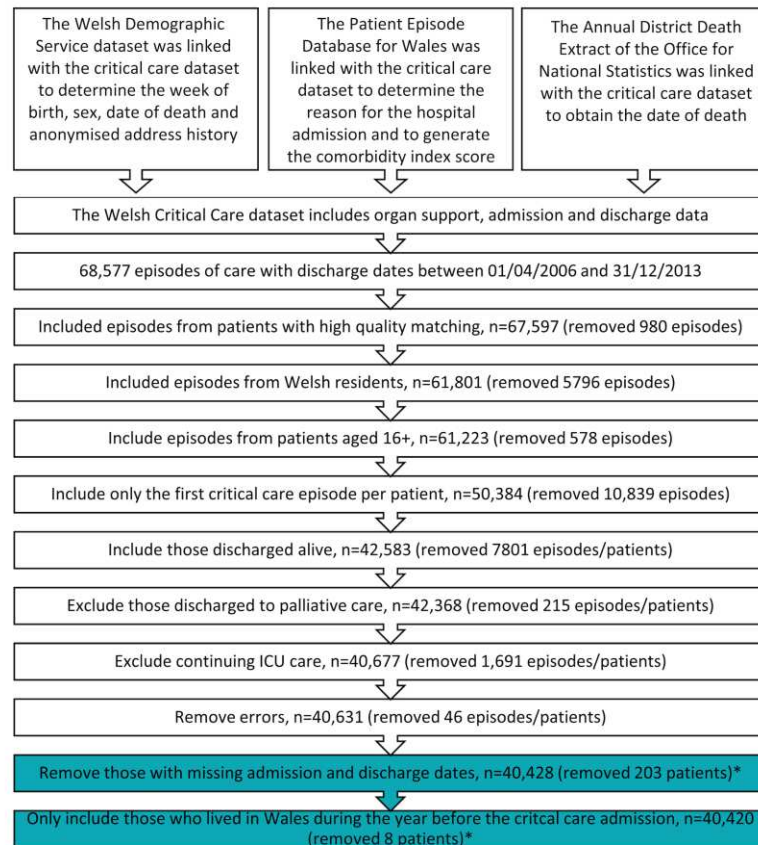 The Welsh Demographic
Service dataset was linked
with the critical care dataset
to determine the week of
birth, sex, date of death and
anonymised address history
The Patient Episode
Database for Wales was
linked with the critical care
dataset to determine the
reason for the hospital
admission and to generate
the comorbidity index score
The Annual District Death
Extract of the Office for
National Statistics was linked
with the critical care dataset
to obtain the date of death
The Welsh Critical Care dataset includes organ support, admission and discharge data
68,577 episodes of care with discharge dates between 01/04/2006 and 31/12/2013
Included episodes from patients with high quality matching, n=67,597 (removed 980 episodes)
Included episodes from Welsh residents, n=61,801 (removed 5796 episodes)
Include episodes from patients aged 16+, n=61,223 (removed 578 episodes)
Include only the first critical care episode per patient, n=50,384 (removed 10,839 episodes)
Include those discharged alive, n=42,583 (removed 7801 episodes/patients)
Exclude those discharged to palliative care, n=42,368 (removed 215 episodes/patients)
Exclude continuing ICU care, n=40,677 (removed 1,691 episodes/patients)
Remove errors, n=40,631 (removed 46 episodes/patients)
Remove those with missing admission and discharge dates, n=40,428 (removed 203 patients)*
Only include those who lived in Wales during the year before the critcal care admission, n=40,420
(removed 8 patients)*